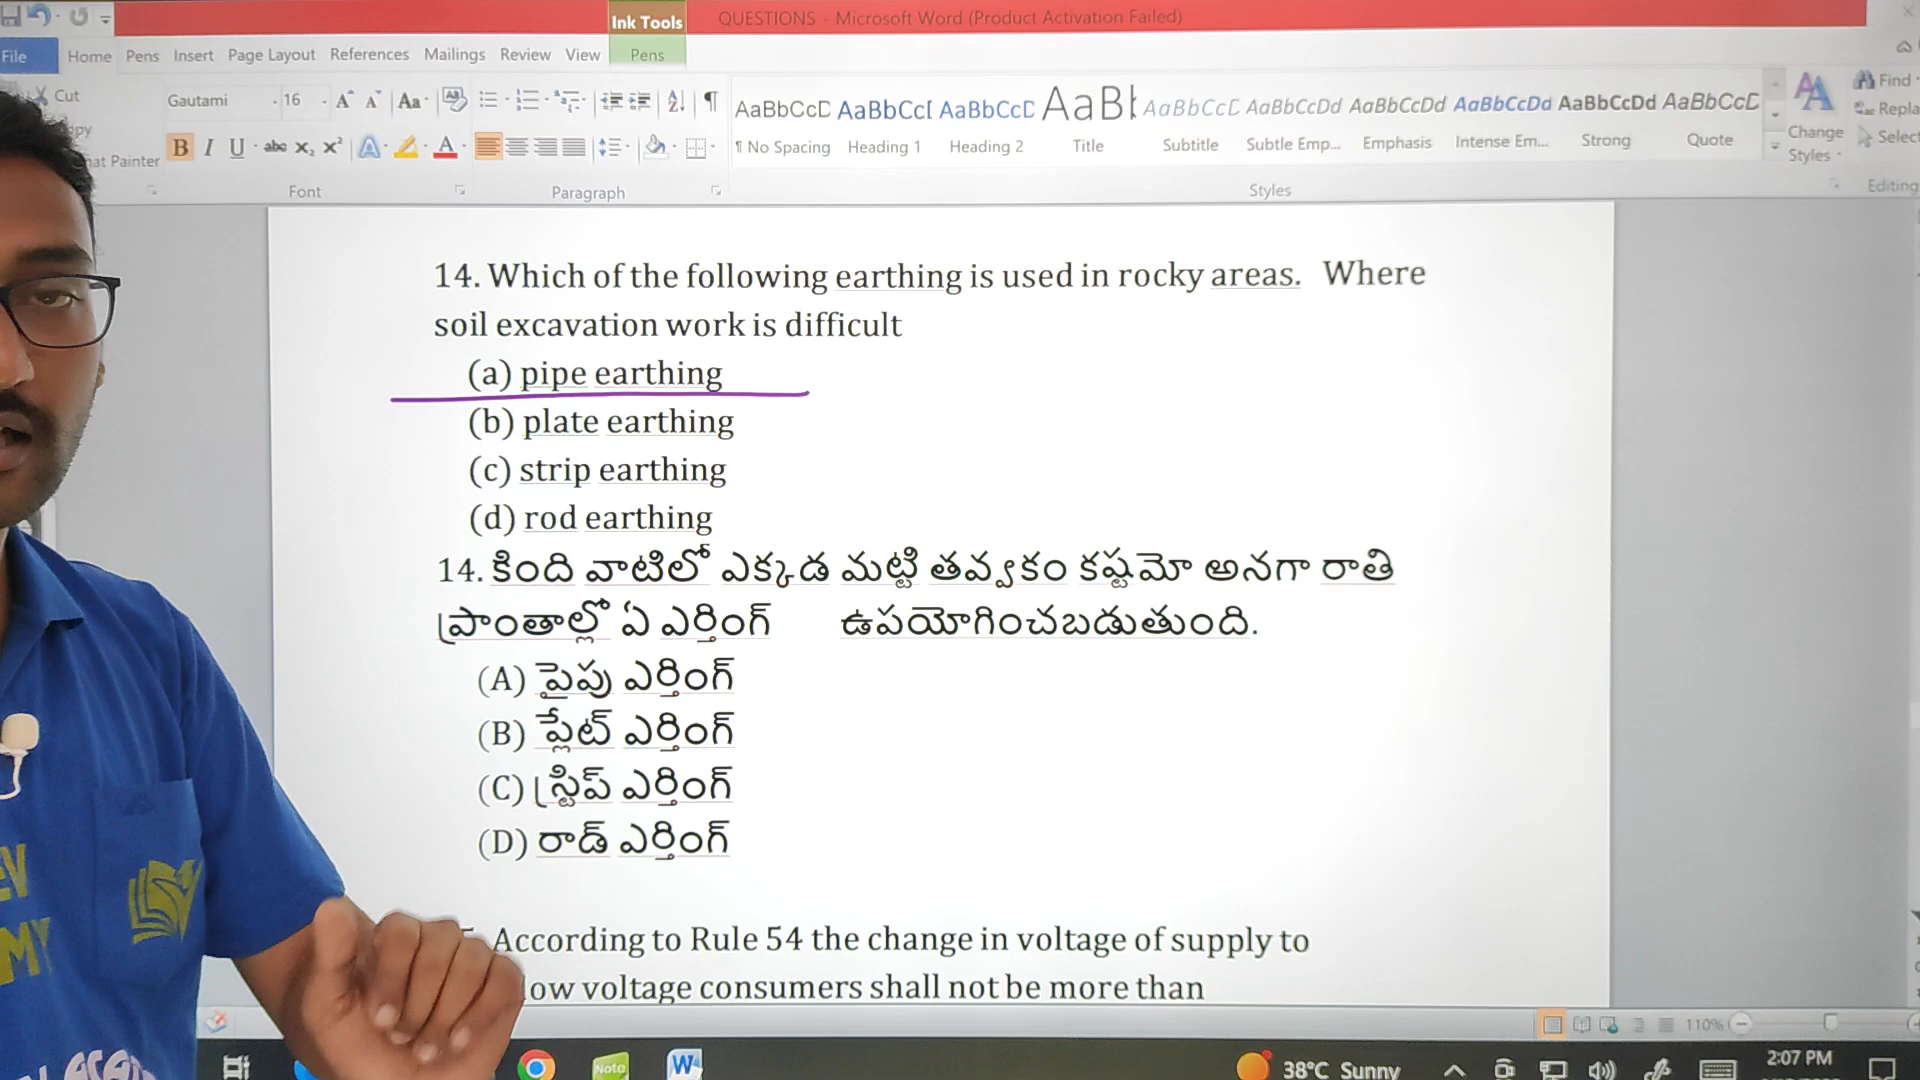 Ink Tools
QUESTIONS - Microsoft Word (Product Activation Failed)
File Home Pens Insert Page Layout References Mailings Review View Pens
Cut
Gautami 16
Find
AaBbCcD AaBbCcI AaBbCcD AaBb AaBbCcD AaBbCcDd AaBbCcDd AaBbCcDd AaBbCcDd AaBbCcD
¶ No Spacing Heading 1 Heading 2 Title Subtitle Subtle Emp... Emphasis Intense Em... Strong Quote
Change Styles
Select
Font Paragraph Styles Editing
14. Which of the following earthing is used in rocky areas. Where
soil excavation work is difficult
(a) pipe earthing
(b) plate earthing
(c) strip earthing
(d) rod earthing
14. కింది వాటిలో ఎక్కడ మట్టి తవ్వకం కష్టమో అనగా రాతి
ప్రాంతాల్లో ఏ ఎర్తింగ్ ఉపయోగించబడుతుంది.
(A) పైపు ఎర్తింగ్
(B) ప్లేట్ ఎర్తింగ్
(C) స్ట్రిప్ ఎర్తింగ్
(D) రాడ్ ఎర్తింగ్
According to Rule 54 the change in voltage of supply to
low voltage consumers shall not be more than
110%
38°C Sunny
2:07 PM